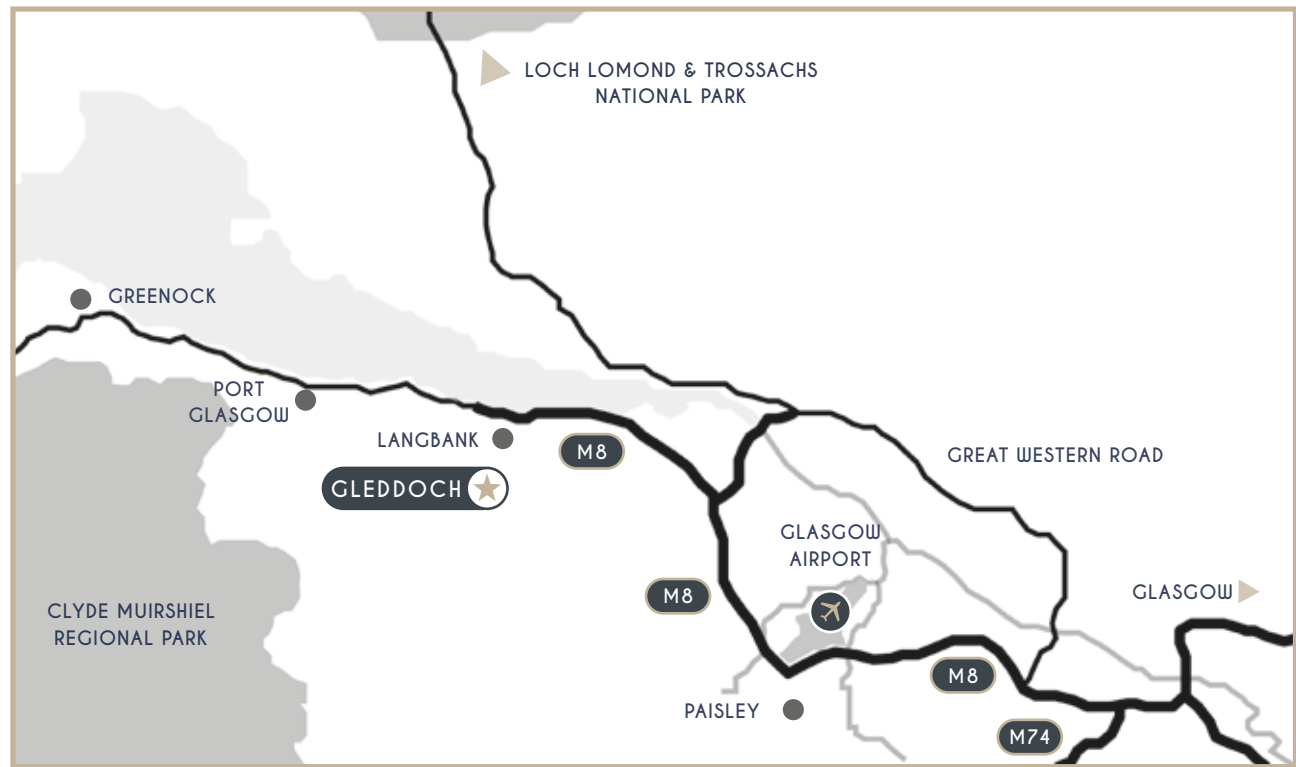 LOCH LOMOND & TROSSACHS
NATIONAL PARK
GREENOCK
PORT
GLASGOW
LANGBANK
M8
GREAT WESTERN ROAD
GLEDDOCH
GLASGOW
AIRPORT
M8
GLASGOW
CLYDE MUIRSHIEL
REGIONAL PARK
M8
PAISLEY
M74